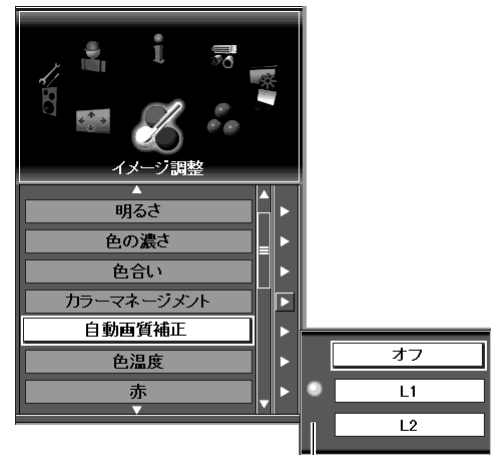 イメージ調整
明るさ
色の濃さ
色合い
カラーマネージメント
自動画質補正
色温度
赤
オフ
L1
L2